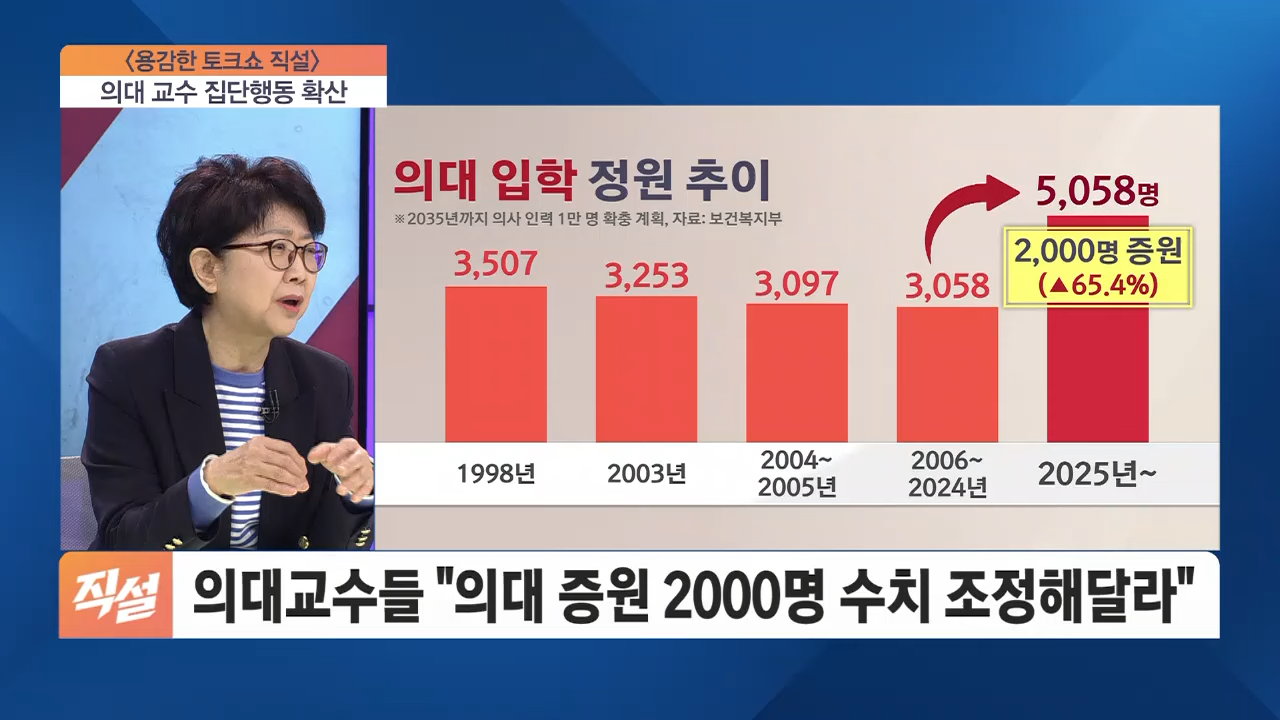 〈용감한 토크쇼 직설〉
의대 교수 집단행동 확산
의대 입학 정원 추이
※2035년까지 의사 인력 1만 명 확충 계획, 자료: 보건복지부
3,507
3,253
3,097
3,058
5,058명
2,000명 증원
(▲65.4%)
1998년
2003년
2004~
2005년
2006~
2024년
2025년~
직설
의대교수들 "의대 증원 2000명 수치 조정해달라"